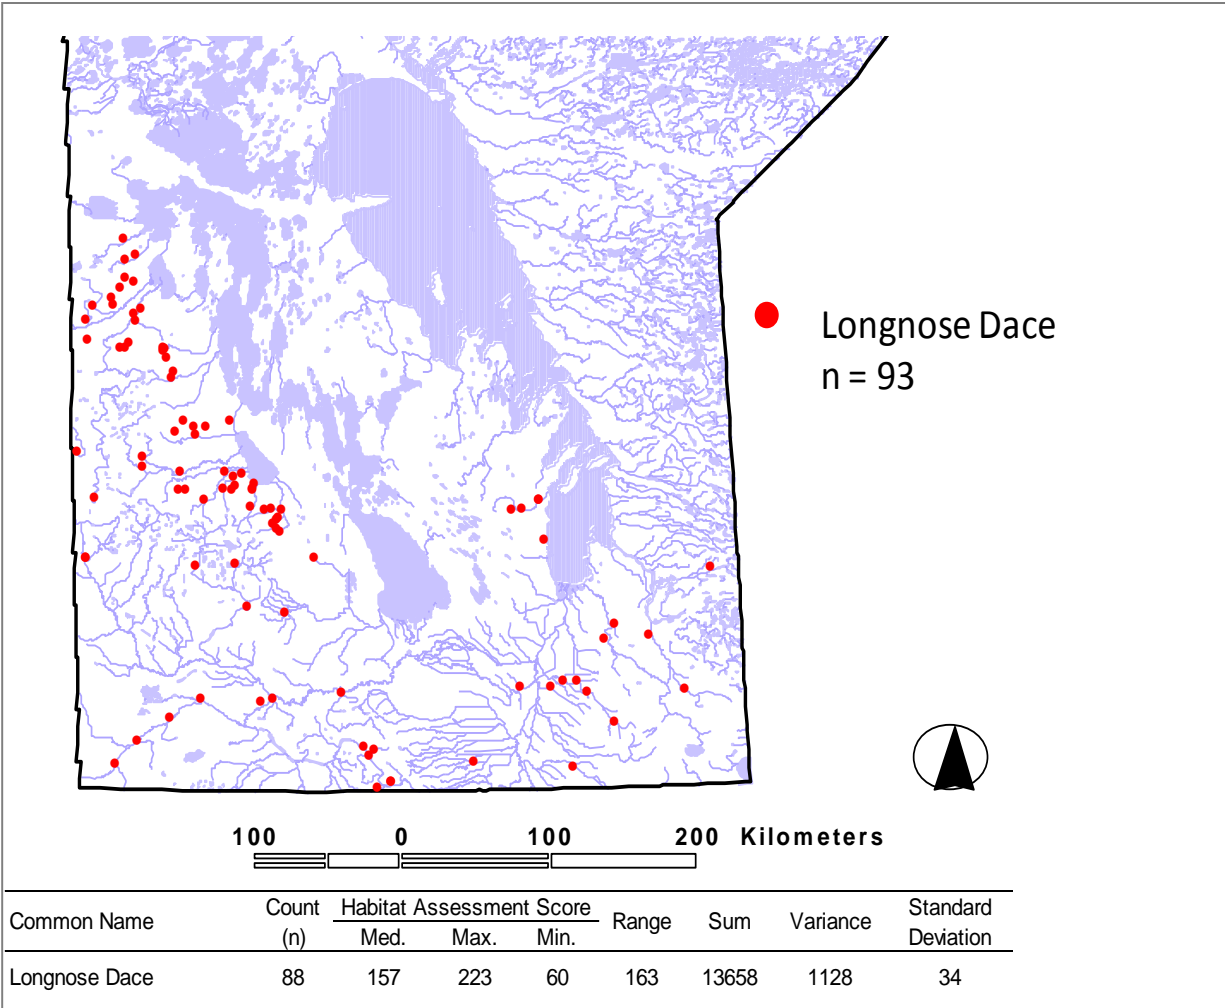 Longnose Dace
n = 93
100 0 100 200 Kilometers
Common Name Count (n) Habitat Assessment Score Med. Max. Min. Range Sum Variance Standard Deviation
Longnose Dace 88 157 223 60 163 13658 1128 34